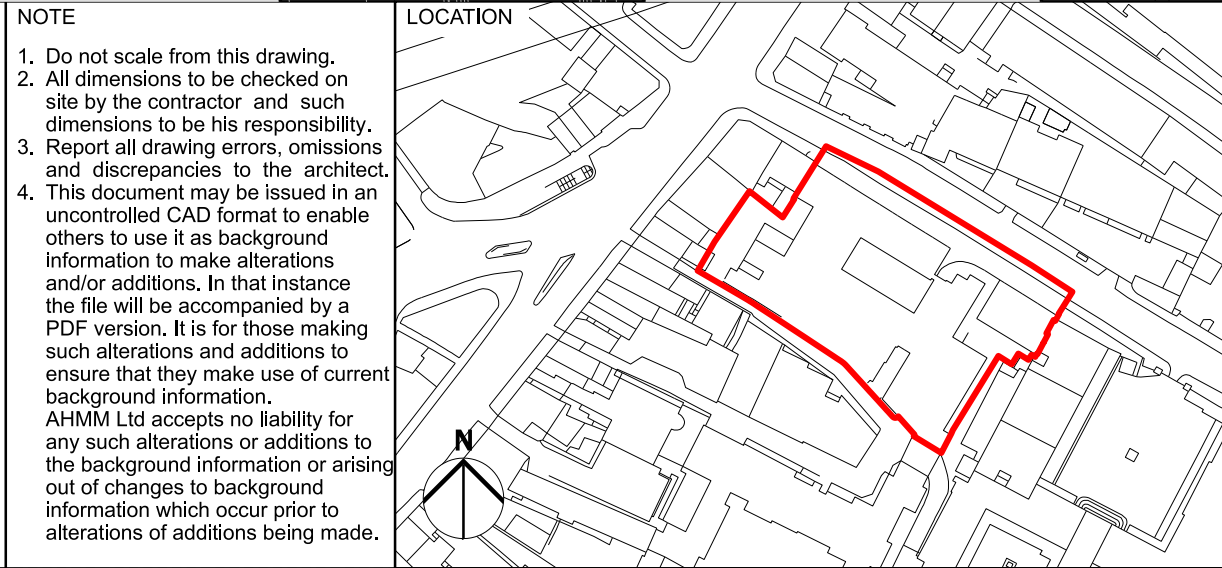 NOTE
1. Do not scale from this drawing.
2. All dimensions to be checked on
site by the contractor and such
dimensions to be his responsibility.
3. Report all drawing errors, omissions
and discrepancies to the architect.
4. This document may be issued in an
uncontrolled CAD format to enable
others to use it as background
information to make alterations
and/or additions. In that instance
the file will be accompanied by a
PDF version. It is for those making
such alterations and additions to
ensure that they make use of current
background information.
AHMM Ltd accepts no liability for
any such alterations or additions to
the background information or arising
out of changes to background
information which occur prior to
alterations of additions being made.
LOCATION
N